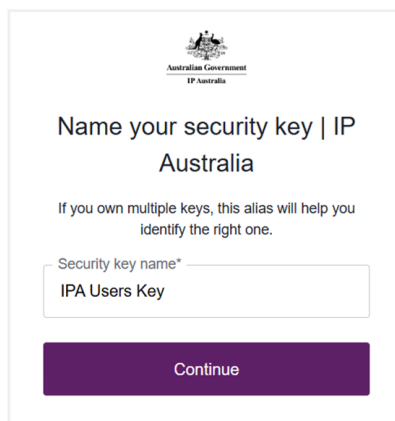 Australian Government
IP Australia
Name your security key | IP
Australia
If you own multiple keys, this alias will help you
identify the right one.
Security key name*
IPA Users Key
Continue